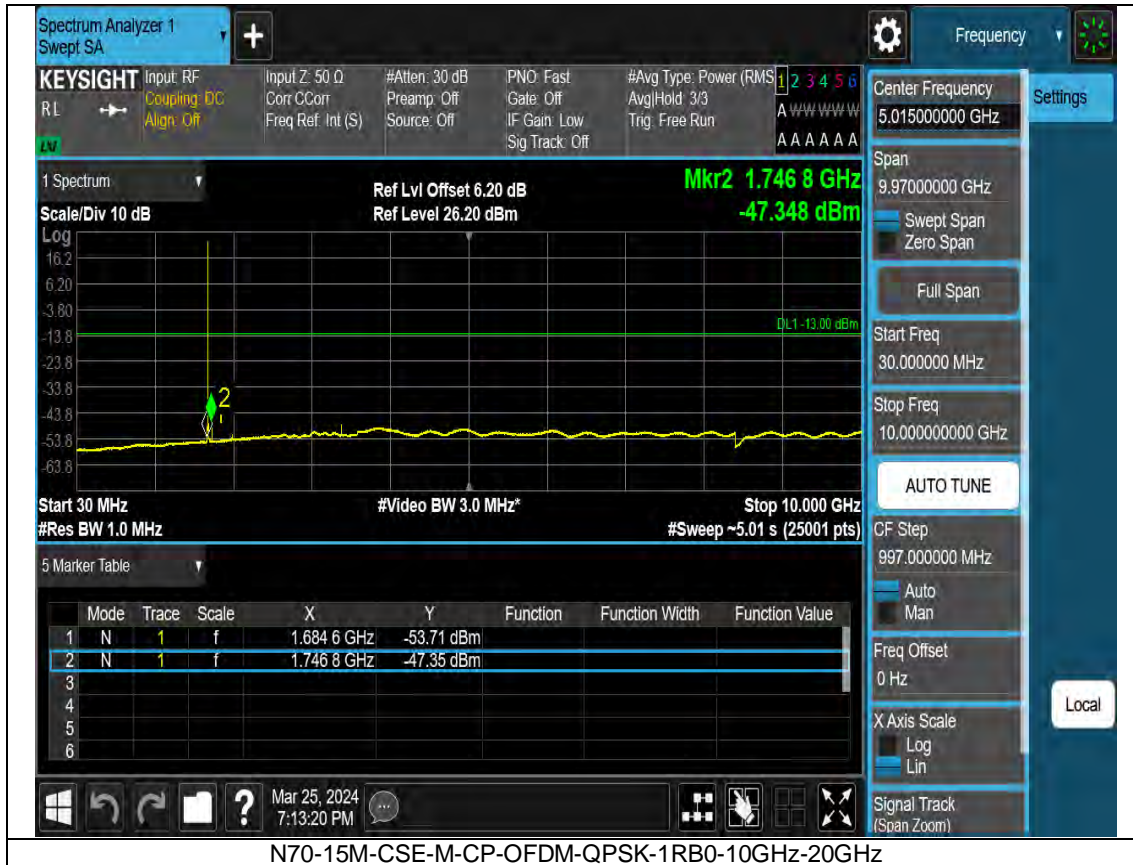 Spectrum Analyzer 1
Swept SA
+
Frequency
KEYSIGHT
RL
LXI
Input: RF
Coupling: DC
Align: Off
Input Z: 50 Ω
Corr CCorr
Freq Ref: Int (S)
#Atten: 30 dB
Preamp: Off
Source: Off
PNO: Fast
Gate: Off
IF Gain: Low
Sig Track: Off
#Avg Type: Power (RMS
Avg|Hold: 3/3
Trig: Free Run
1 2 3 4 5 6
A W W W W W
A A A A A A
Center Frequency
5.015000000 GHz
Settings
1 Spectrum
Scale/Div 10 dB
Ref Lvl Offset 6.20 dB
Ref Level 26.20 dBm
Mkr2 1.746 8 GHz
-47.348 dBm
Log
16.2
6.20
-3.80
-13.8
-23.8
-33.8
-43.8
-53.8
-63.8
DL1 -13.00 dBm
2
1
Start 30 MHz
#Res BW 1.0 MHz
#Video BW 3.0 MHz*
Stop 10.000 GHz
#Sweep ~5.01 s (25001 pts)
Span
9.97000000 GHz
Swept Span
Zero Span
Full Span
Start Freq
30.000000 MHz
Stop Freq
10.000000000 GHz
AUTO TUNE
CF Step
997.000000 MHz
Auto
Man
Freq Offset
0 Hz
X Axis Scale
Log
Lin
Signal Track
(Span Zoom)
Local
5 Marker Table
Mode Trace Scale X Y Function Function Width Function Value
1 N 1 f 1.684 6 GHz -53.71 dBm
2 N 1 f 1.746 8 GHz -47.35 dBm
3
4
5
6
?
Mar 25, 2024
7:13:20 PM
N70-15M-CSE-M-CP-OFDM-QPSK-1RB0-10GHz-20GHz